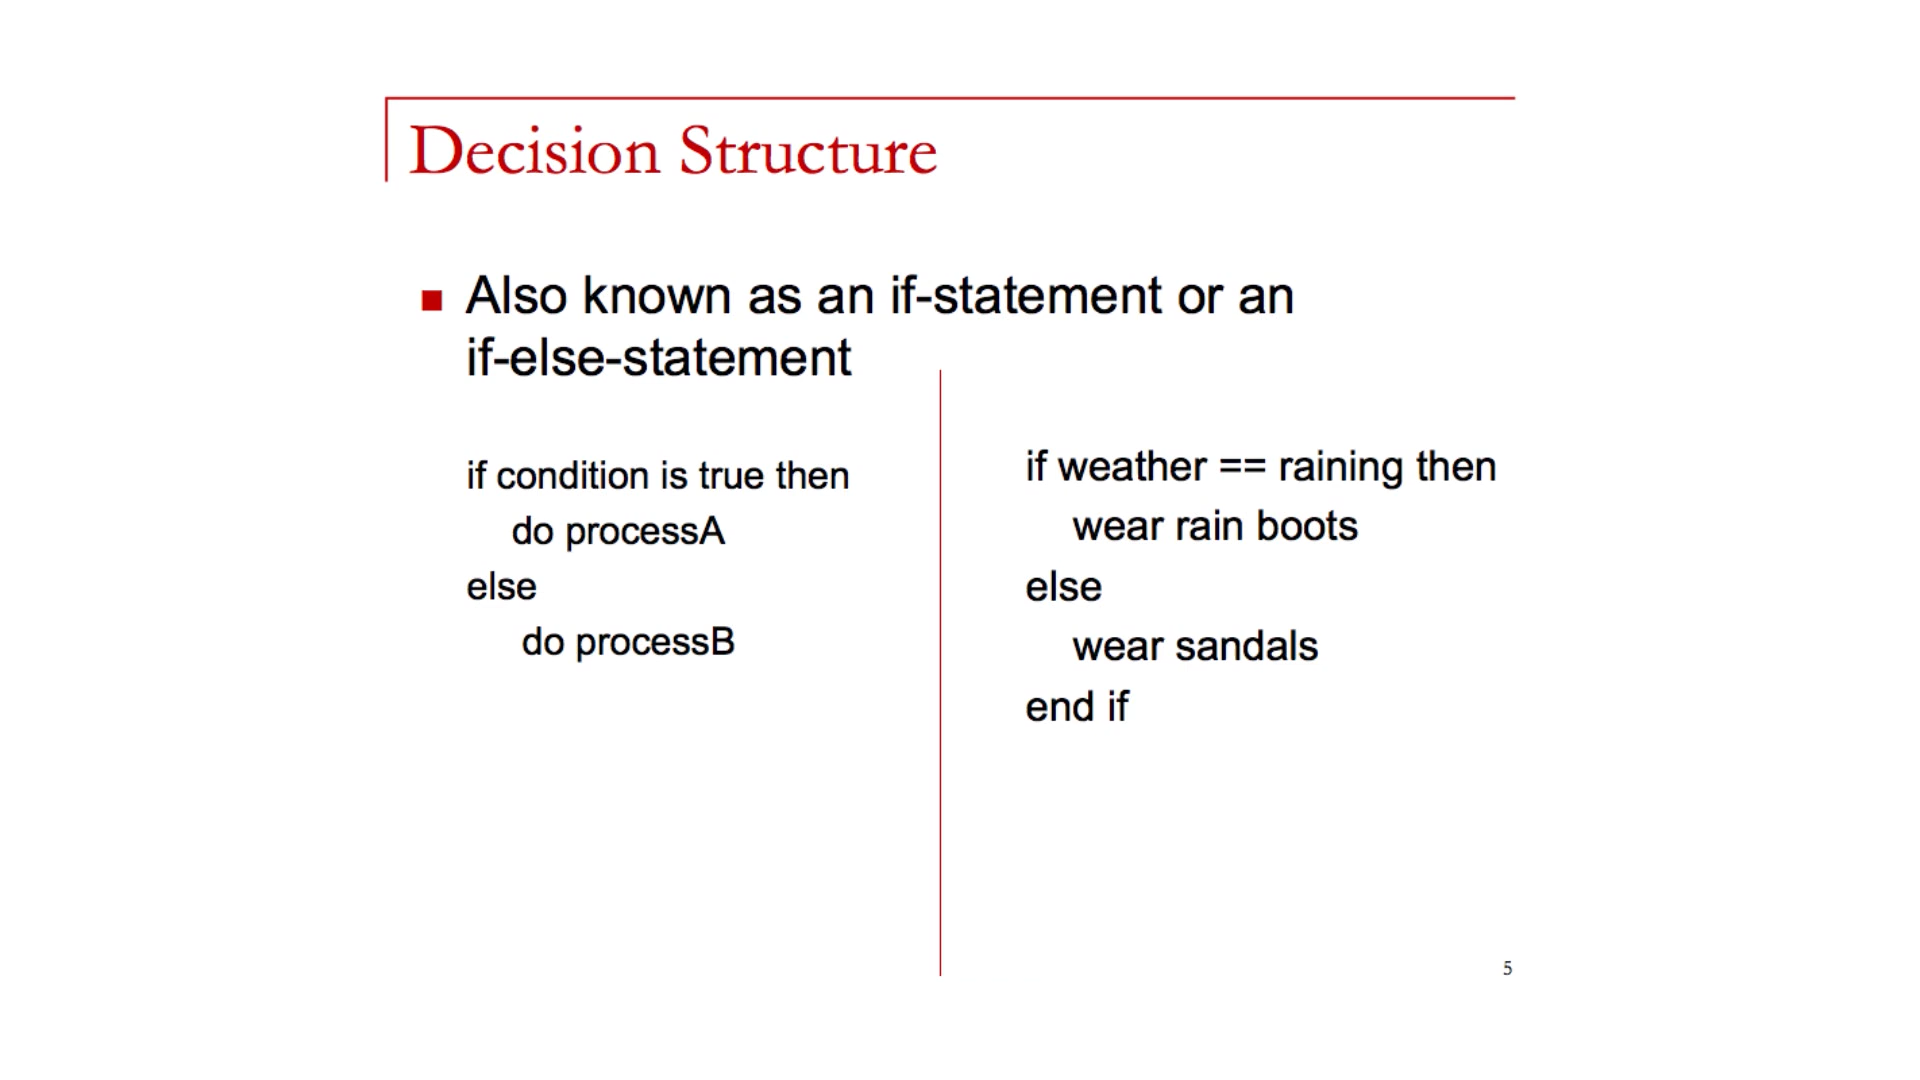 Decision Structure
Also known as an if-statement or an
if-else-statement
if condition is true then
do processA
else
do processB
if weather == raining then
wear rain boots
else
wear sandals
end if
5